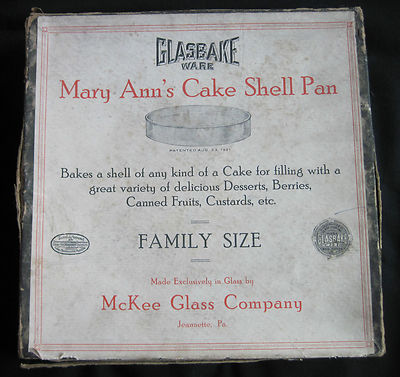 GLASBAKE
WARE
Mary Ann's Cake Shell Pan
PATENTED AUG. 23, 1921
Bakes a shell of any kind of a Cake for filling with a
great variety of delicious Desserts, Berries,
Canned Fruits, Custards, etc.
FAMILY SIZE
GLASBAKE
Made Exclusively in Glass by
McKee Glass Company
Jeannette, Pa.